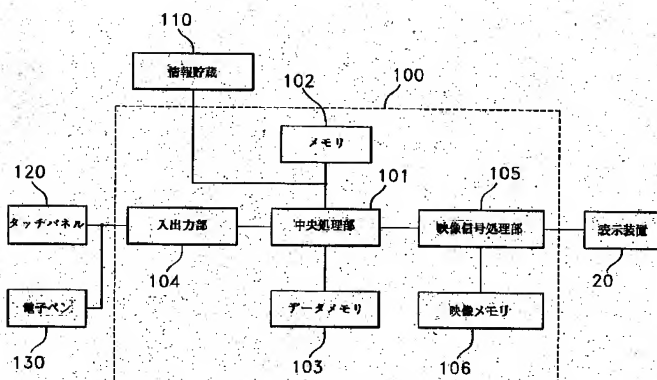 110
情報貯蔵
102
100
メモリ
120
101
105
タッチパネル
入出力部
中央処理部
映像信号処理部
表示装置
104
20
電子ペン
データメモリ
映像メモリ
130
103
106